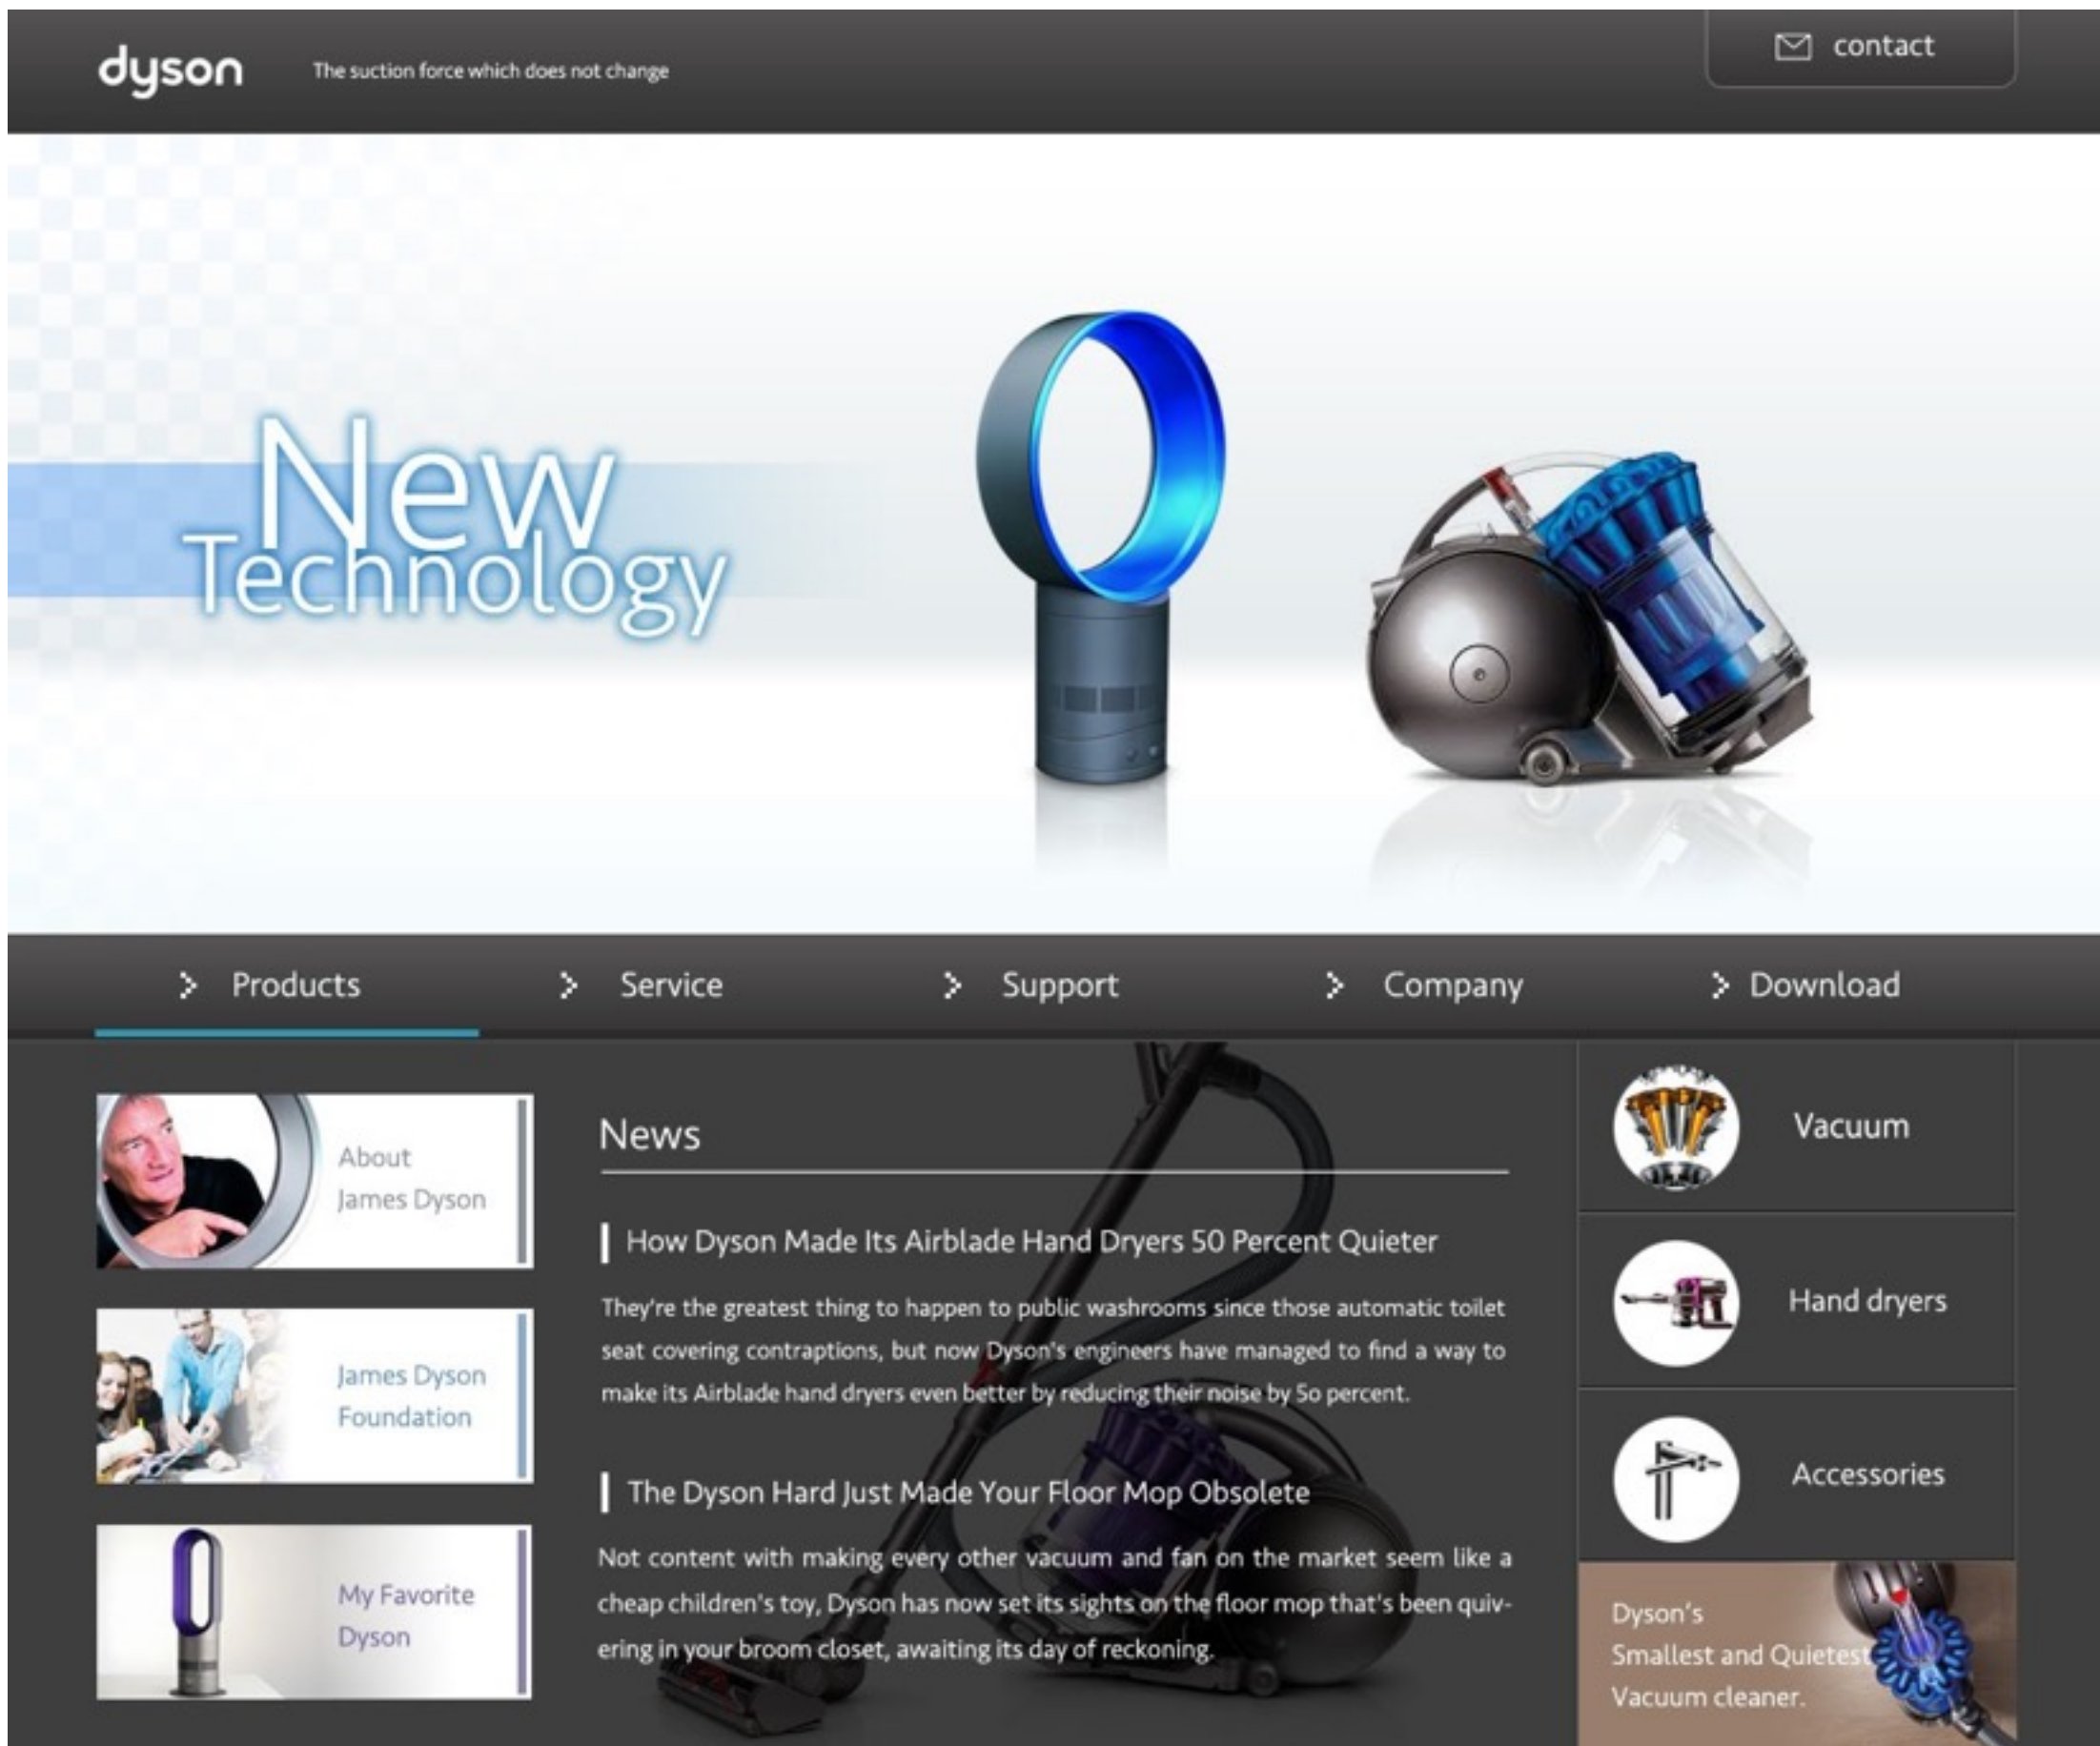 dyson
The suction force which does not change
contact
New
Technology
Products
Service
Support
Company
Download
About
James Dyson
James Dyson
Foundation
My Favorite
Dyson
News
How Dyson Made Its Airblade Hand Dryers 50 Percent Quieter
They're the greatest thing to happen to public washrooms since those automatic toilet
seat covering contraptions, but now Dyson's engineers have managed to find a way to
make its Airblade hand dryers even better by reducing their noise by 50 percent.
The Dyson Hard Just Made Your Floor Mop Obsolete
Not content with making every other vacuum and fan on the market seem like a
cheap children's toy, Dyson has now set its sights on the floor mop that's been quiv-
ering in your broom closet, awaiting its day of reckoning.
Vacuum
Hand dryers
Accessories
Dyson's
Smallest and Quietest
Vacuum cleaner.